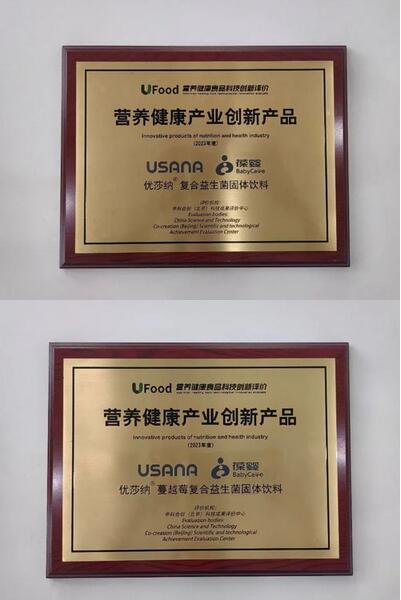 UFood 营养健康食品科技创新评价
营养健康产业创新产品
Innovative products of nutrition and health industry
(2023年度)
USANA 葆婴
BabyCare
优莎纳® 复合益生菌固体饮料
评价机构:
中科合创(北京)科技成果评价中心
Evaluation bodies:
China Science and Technology
Co-creation (Beijing) Scientific and technological
Achievement Evaluation Center
UFood 营养健康食品科技创新评价
营养健康产业创新产品
Innovative products of nutrition and health industry
(2023年度)
USANA 葆婴
BabyCare
优莎纳® 蔓越莓复合益生菌固体饮料
评价机构:
中科合创(北京)科技成果评价中心
Evaluation bodies:
China Science and Technology
Co-creation (Beijing) Scientific and technological
Achievement Evaluation Center